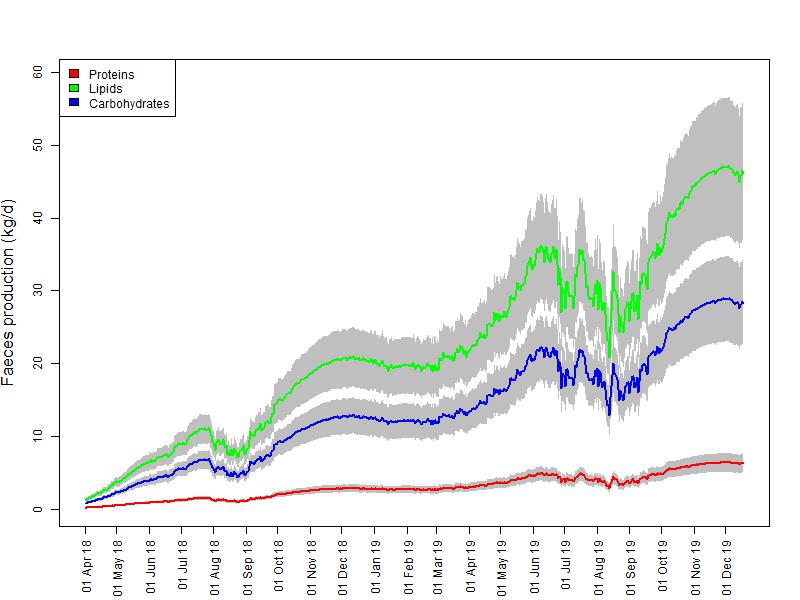 Proteins
Lipids
Carbohydrates
Faeces production (kg/d)
60
50
40
30
20
10
0
01 Apr 18
01 May 18
01 Jun 18
01 Jul 18
01 Aug 18
01 Sep 18
01 Oct 18
01 Nov 18
01 Dec 18
01 Jan 19
01 Feb 19
01 Mar 19
01 Apr 19
01 May 19
01 Jun 19
01 Jul 19
01 Aug 19
01 Sep 19
01 Oct 19
01 Nov 19
01 Dec 19